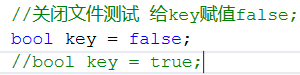 //关闭文件测试 给key赋值false;
bool key = false;
//bool key = true;